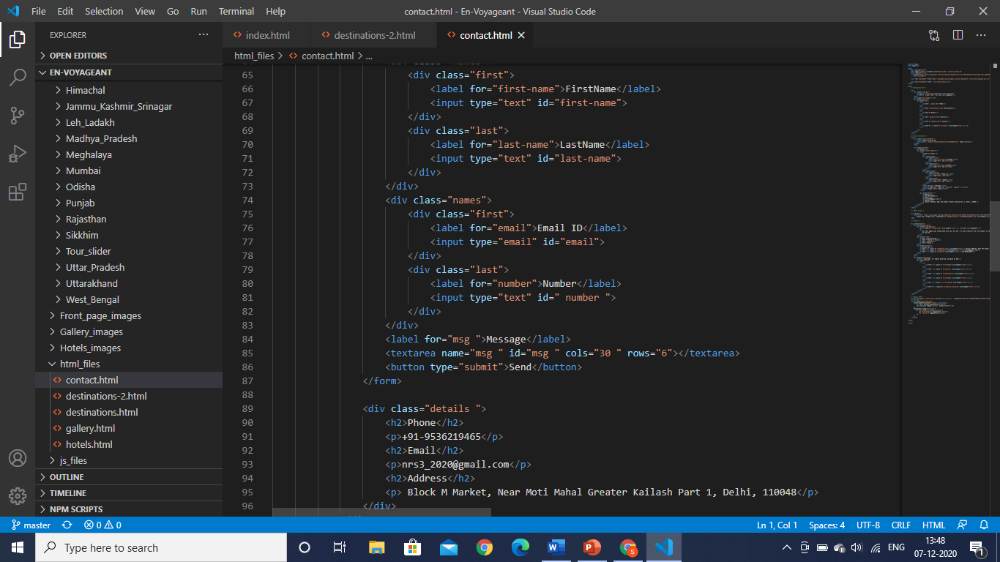 File Edit Selection View Go Run Terminal Help
contact.html - En-Voyageant - Visual Studio Code
EXPLORER
OPEN EDITORS
EN-VOYAGEANT
Himachal
Jammu_Kashmir_Srinagar
Leh_Ladakh
Madhya_Pradesh
Meghalaya
Mumbai
Odisha
Punjab
Rajasthan
Sikkhim
Tour_slider
Uttar_Pradesh
Uttarakhand
West_Bengal
Front_page_images
Gallery_images
Hotels_images
html_files
contact.html
destinations-2.html
destinations.html
gallery.html
hotels.html
js_files
OUTLINE
TIMELINE
NPM SCRIPTS
index.html
destinations-2.html
contact.html
html_files > contact.html > ...
65 <div class="first">
66 <label for="first-name">FirstName</label>
67 <input type="text" id="first-name">
68 </div>
69 <div class="last">
70 <label for="last-name">LastName</label>
71 <input type="text" id="last-name">
72 </div>
73 </div>
74 <div class="names">
75 <div class="first">
76 <label for="email">Email ID</label>
77 <input type="email" id="email">
78 </div>
79 <div class="last">
80 <label for="number">Number</label>
81 <input type="text" id=" number ">
82 </div>
83 </div>
84 <label for="msg ">Message</label>
85 <textarea name="msg " id="msg " cols="30 " rows="6"></textarea>
86 <button type="submit">Send</button>
87 </form>
88
89 <div class="details ">
90 <h2>Phone</h2>
91 <p>+91-9536219465</p>
92 <h2>Email</h2>
93 <p>nrs3_2020@gmail.com</p>
94 <h2>Address</h2>
95 <p> Block M Market, Near Moti Mahal Greater Kailash Part 1, Delhi, 110048</p>
96 </div>
master 0 0
Ln 1, Col 1 Spaces: 4 UTF-8 CRLF HTML
Type here to search
ENG
13:48
07-12-2020
1